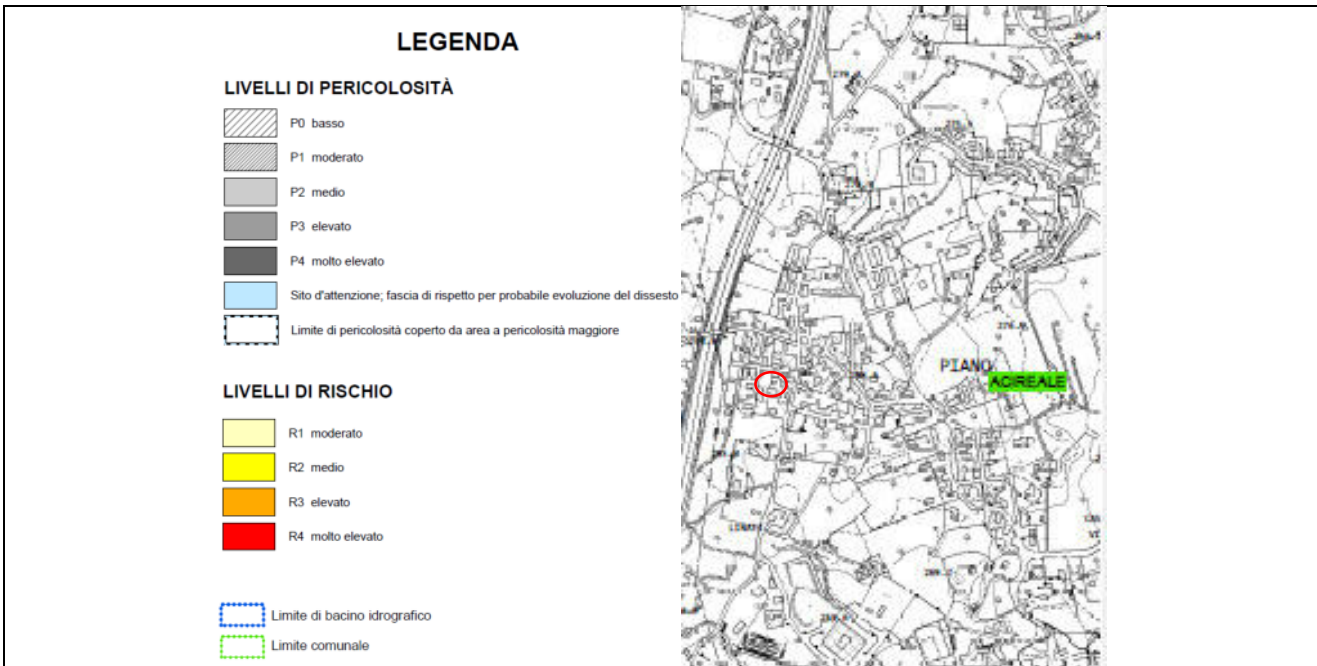 LEGENDA
LIVELLI DI PERICOLOSITÀ
P0 basso
P1 moderato
P2 medio
P3 elevato
P4 molto elevato
Sito d'attenzione; fascia di rispetto per probabile evoluzione del dissesto
Limite di pericolosità coperto da area a pericolosità maggiore
LIVELLI DI RISCHIO
R1 moderato
R2 medio
R3 elevato
R4 molto elevato
Limite di bacino idrografico
Limite comunale
PIANO
ACIREALE